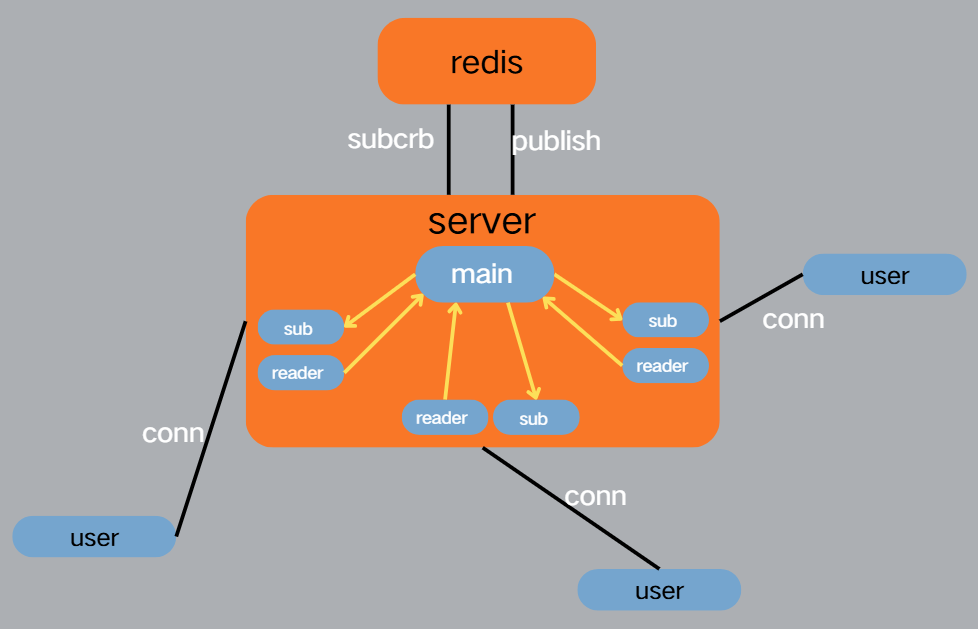 redis
subcrb
publish
server
main
sub
reader
reader
sub
sub
reader
user
conn
conn
user
conn
user